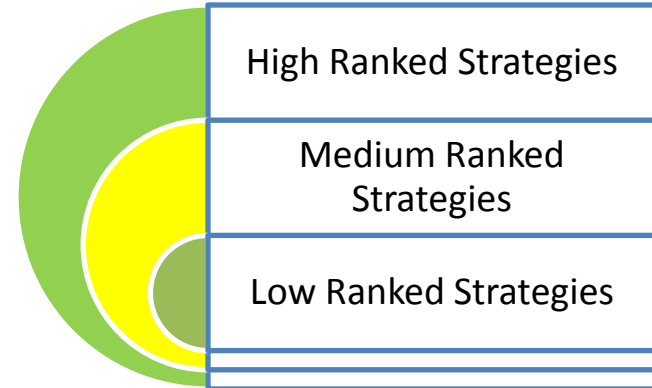 High Ranked Strategies
Medium Ranked
Strategies
Low Ranked Strategies